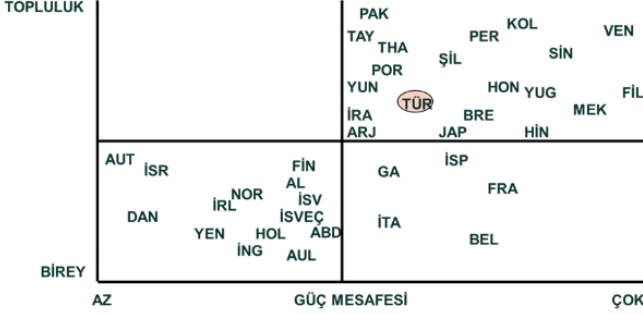 TOPLULUK
PAK
KOL
VEN
TAY
PER
THA
SİN
ŞİL
POR
YUN
HON
YUG
FİL
TÜR
MEK
İRA
BRE
ARJ
JAP
HİN
AUT
İSR
FİN
GA
İSP
AL
FRA
NOR
İSV
İRL
DAN
İSVEÇ
İTA
YEN
HOL
ABD
BEL
İNG
AUL
BİREY
AZ
GÜÇ MESAFESİ
ÇOK